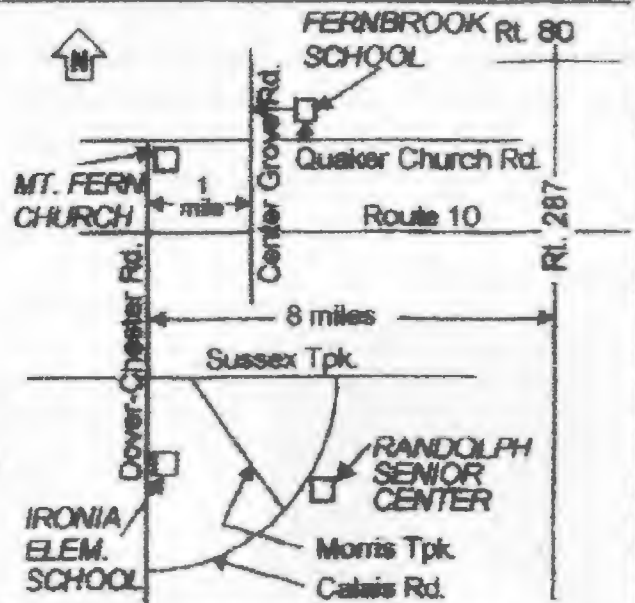 FERNBROOK
SCHOOL
Rt. 80
N
Center Grove Rd.
Quaker Church Rd.
MT. FERN
CHURCH
1
mile
Route 10
Rt. 287
Dover-Chester Rd.
8 miles
Sussex Tpk.
RANDOLPH
SENIOR
CENTER
IRONIA
ELEM.
SCHOOL
Morris Tpk.
Calais Rd.